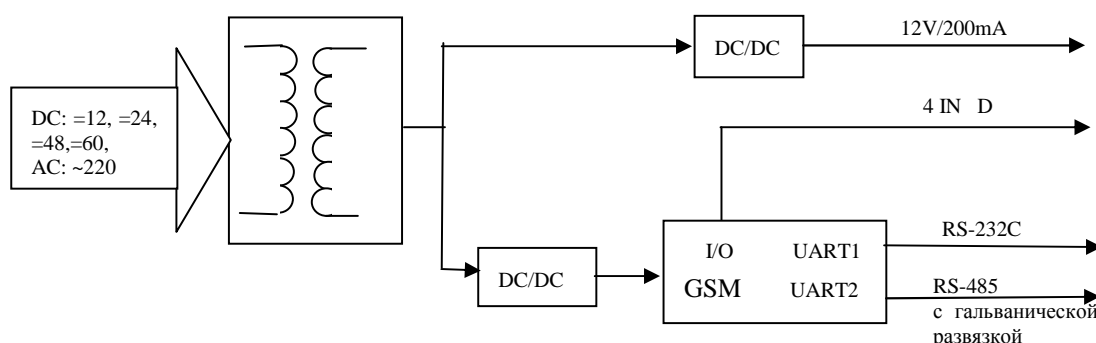 12V/200mA
DC/DC
4 IN D
DC: =12, =24,
=48,=60,
AC: ~220
RS-232C
I/O UART1
DC/DC
GSM UART2
RS-485
с гальванической
развязкой